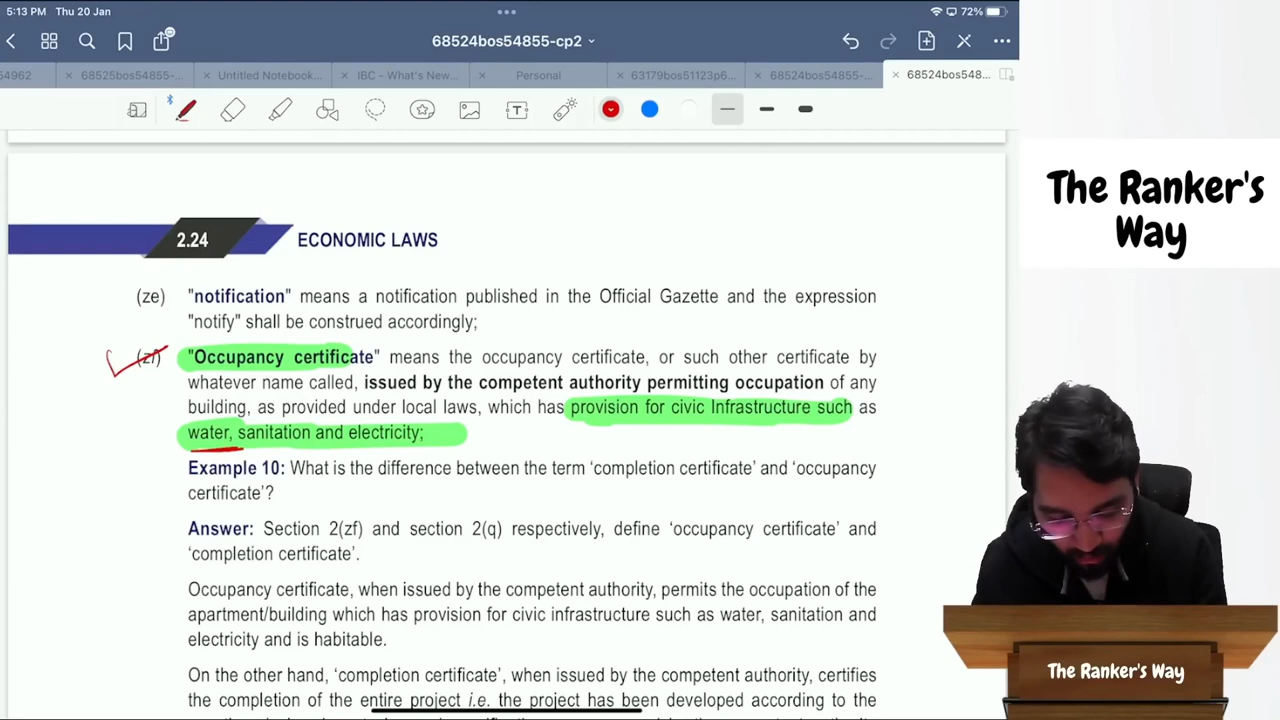 5:13 PM Thu 20 Jan
72%
68524bos54855-cp2
54962
68525bos54855-...
Untitled Notebook...
IBC - What's New...
Personal
63179bos51123p6...
68524bos54855-...
68524bos548...
The Ranker's
Way
2.24
ECONOMIC LAWS
(ze) "notification" means a notification published in the Official Gazette and the expression
"notify" shall be construed accordingly;
(zf) "Occupancy certificate" means the occupancy certificate, or such other certificate by
whatever name called, issued by the competent authority permitting occupation of any
building, as provided under local laws, which has provision for civic Infrastructure such as
water, sanitation and electricity;
Example 10: What is the difference between the term ‘completion certificate’ and ‘occupancy
certificate’?
Answer: Section 2(zf) and section 2(q) respectively, define ‘occupancy certificate’ and
‘completion certificate’.
Occupancy certificate, when issued by the competent authority, permits the occupation of the
apartment/building which has provision for civic infrastructure such as water, sanitation and
electricity and is habitable.
On the other hand, ‘completion certificate’, when issued by the competent authority, certifies
the completion of the entire project i.e. the project has been developed according to the
The Ranker's Way